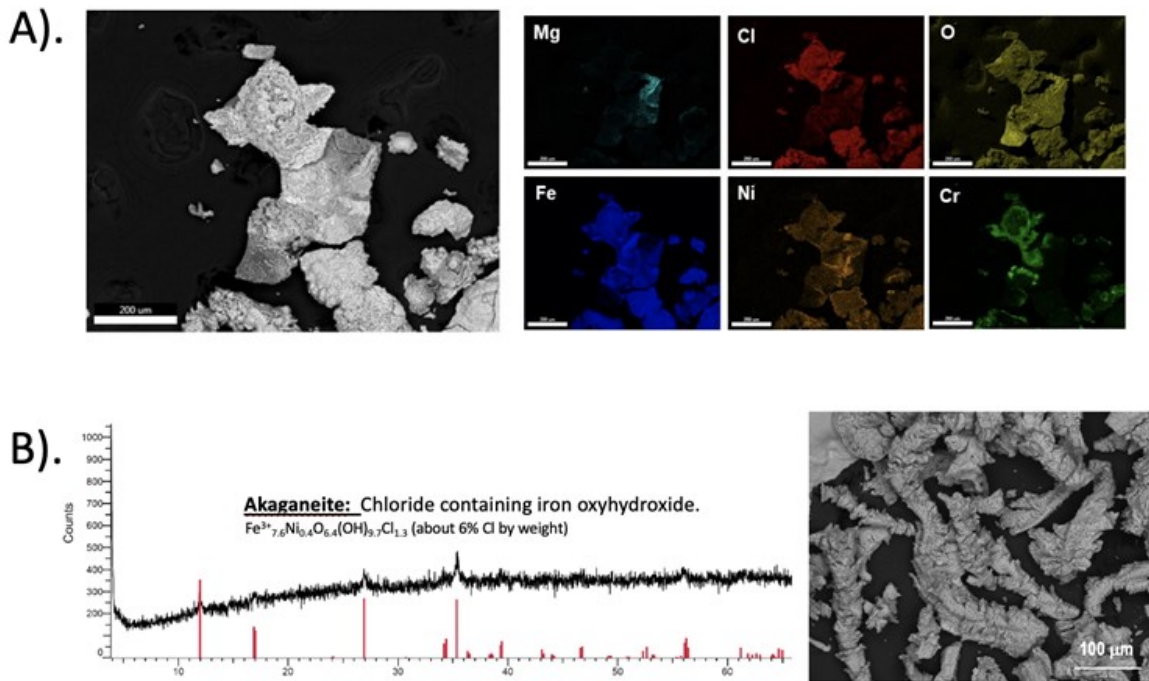 A).
200 um
Mg
Cl
O
Fe
Ni
Cr
B).
Akaganeite: Chloride containing iron oxyhydroxide.
Fe³⁺₇.₆Ni₀.₄O₆.₄(OH)₉.₇Cl₁.₃ (about 6% Cl by weight)
Counts
1000
900
800
700
600
500
400
300
200
100
0
10
20
30
40
50
60
100 µm